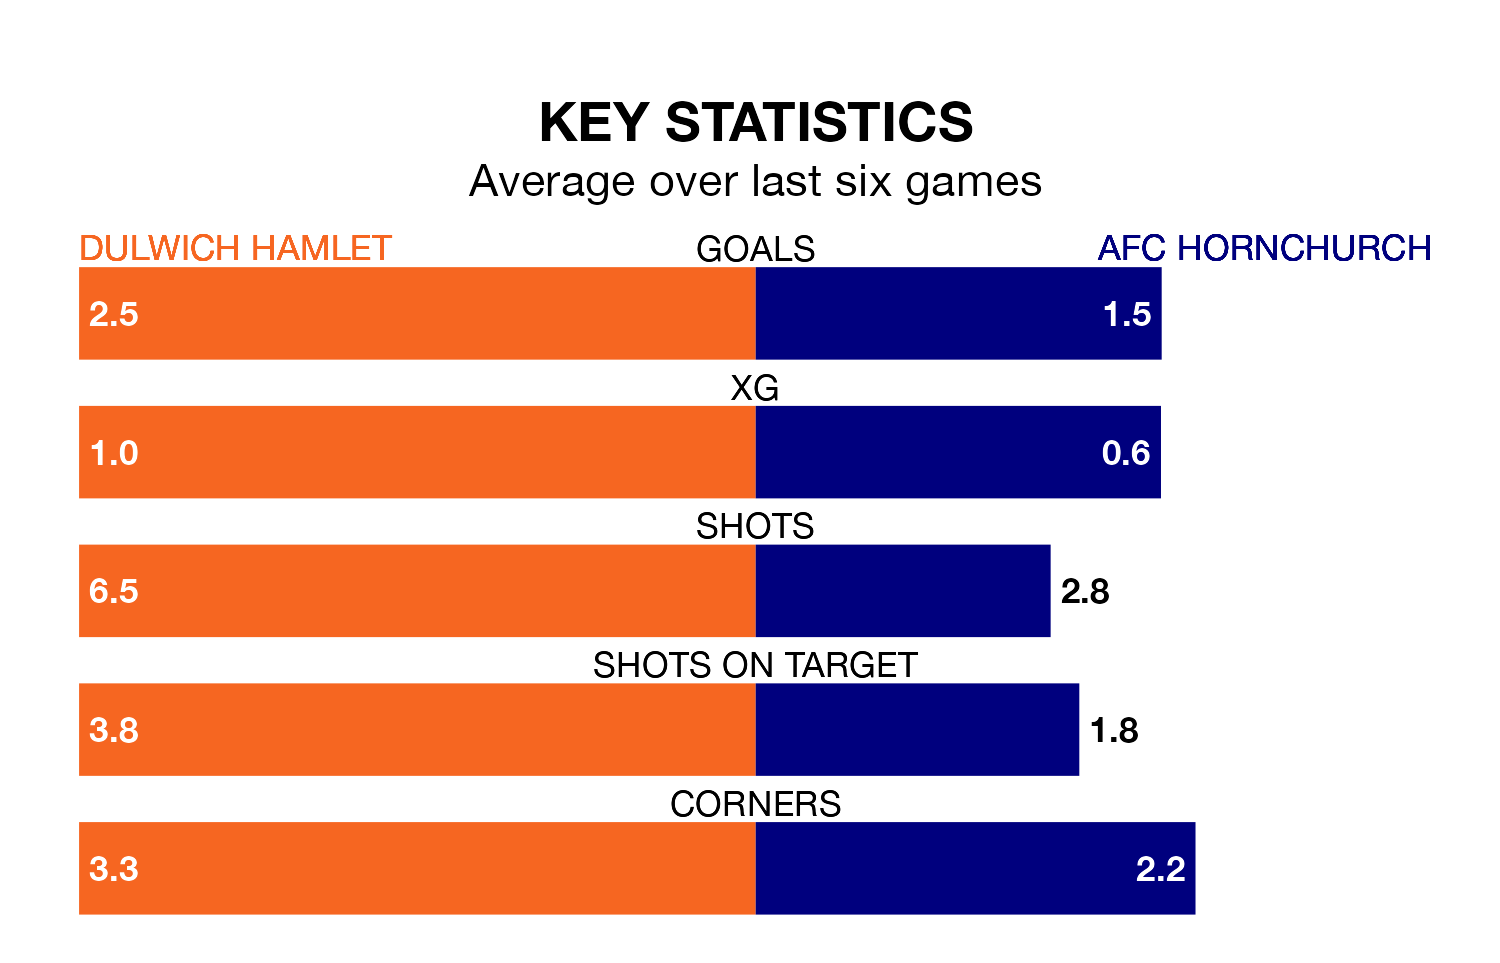 KEY STATISTICS
Average over last six games
DULWICH HAMLET GOALS AFC HORNCHURCH
2.5 1.5
XG
1.0 0.6
SHOTS
6.5 2.8
SHOTS ON TARGET
3.8 1.8
CORNERS
3.3 2.2